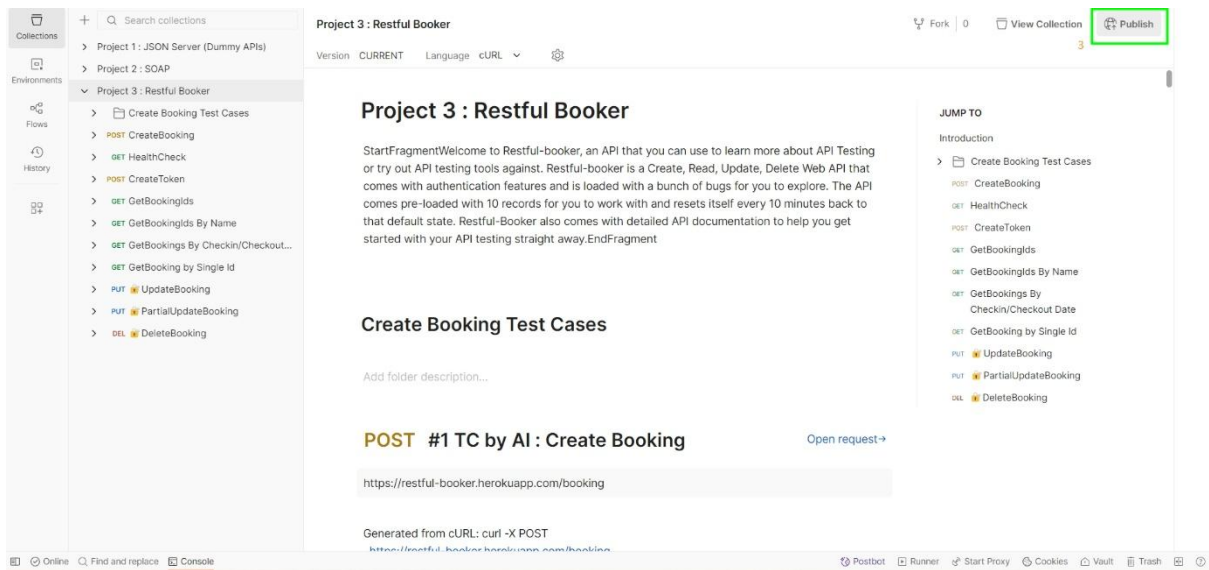 Collections
Environments
Flows
History
Search collections
Project 1 : JSON Server (Dummy APIs)
Project 2 : SOAP
Project 3 : Restful Booker
Create Booking Test Cases
POST CreateBooking
GET HealthCheck
POST CreateToken
GET GetBookingIds
GET GetBookingIds By Name
GET GetBookings By Checkin/Checkout...
GET GetBooking by Single Id
PUT UpdateBooking
PUT PartialUpdateBooking
DEL DeleteBooking
Project 3 : Restful Booker
Fork 0 View Collection Publish
3
Version CURRENT Language cURL
Project 3 : Restful Booker
StartFragmentWelcome to Restful-booker, an API that you can use to learn more about API Testing
or try out API testing tools against. Restful-booker is a Create, Read, Update, Delete Web API that
comes with authentication features and is loaded with a bunch of bugs for you to explore. The API
comes pre-loaded with 10 records for you to work with and resets itself every 10 minutes back to
that default state. Restful-Booker also comes with detailed API documentation to help you get
started with your API testing straight away.EndFragment
Create Booking Test Cases
Add folder description...
POST #1 TC by AI : Create Booking
Open request→
https://restful-booker.herokuapp.com/booking
Generated from cURL: curl -X POST
https://restful-booker.herokuapp.com/booking
JUMP TO
Introduction
Create Booking Test Cases
POST CreateBooking
GET HealthCheck
POST CreateToken
GET GetBookingIds
GET GetBookingIds By Name
GET GetBookings By
Checkin/Checkout Date
GET GetBooking by Single Id
PUT UpdateBooking
PUT PartialUpdateBooking
DEL DeleteBooking
Online Find and replace Console
Postbot Runner Start Proxy Cookies Vault Trash